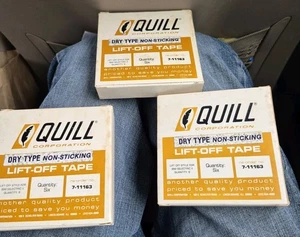 QUILL
CORPORATION
DRY TYPE NON-STICKING
LIFT-OFF TAPE
Quantity
Six
7-11163
another quality product
priced to save you money
QUILL
CORPORATION
DRY TYPE NON-STICKING
LIFT-OFF TAPE
Quantity
Six
7-11163
another quality product
priced to save you money
QUILL
CORPORATION
DRY TYPE NON-STICKING
LIFT-OFF TAPE
Quantity
Six
7-11163
another quality product
priced to save you money